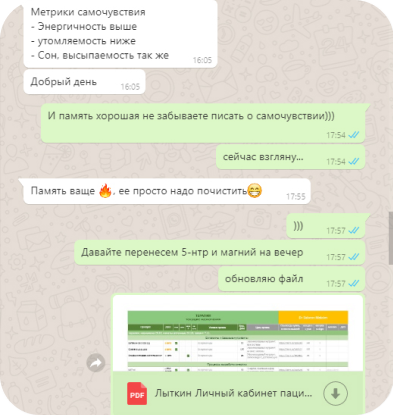 Метрики самочувствия
- Энергичность выше
- утомляемость ниже
- Сон, высыпаемость так же
16:05
Добрый день
16:05
И память хорошая не забываете писать о самочувствии)))
17:54
сейчас взгляну...
17:54
Память ваще 🔥, ее просто надо почистить😁
17:55
)))
17:57
Давайте перенесем 5-нтр и магний на вечер
17:57
обновляю файл
17:57
PDF
Лыткин Личный кабинет паци...